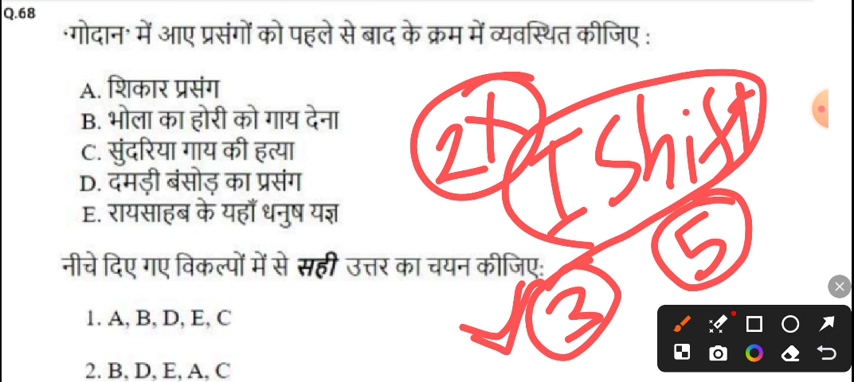 Q.68
'गोदान' में आए प्रसंगों को पहले से बाद के क्रम में व्यवस्थित कीजिए :
A. शिकार प्रसंग
B. भोला का होरी को गाय देना
C. सुंदरिया गाय की हत्या
D. दमड़ी बंसोड़ का प्रसंग
E. रायसाहब के यहाँ धनुष यज्ञ
2+
I Shift
5
3
नीचे दिए गए विकल्पों में से सही उत्तर का चयन कीजिए:
1. A, B, D, E, C
2. B, D, E, A, C